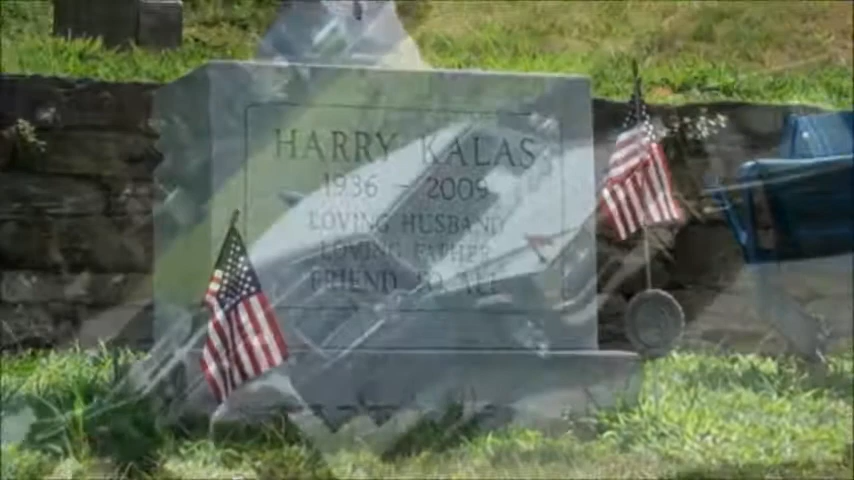 HARRY KALAS
1936 - 2009
LOVING HUSBAND
LOVING FATHER
FRIEND TO ALL